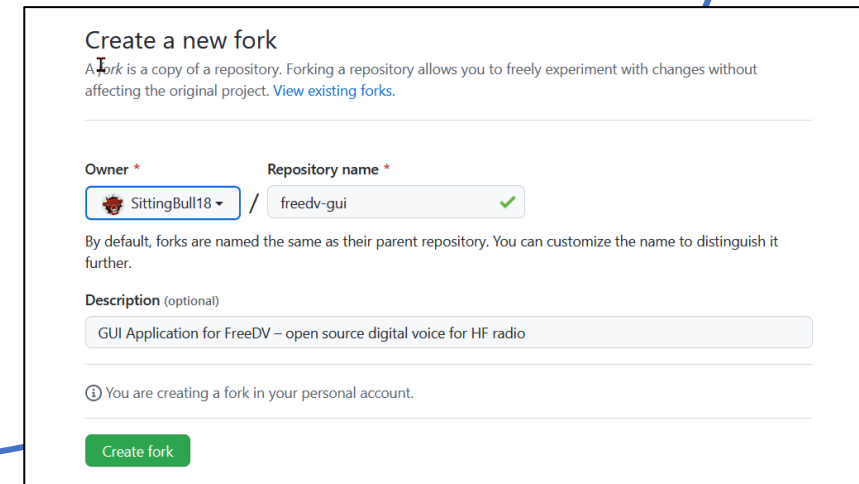 Create a new fork
A fork is a copy of a repository. Forking a repository allows you to freely experiment with changes without
affecting the original project. View existing forks.
Owner * Repository name *
SittingBull18 / freedv-gui
By default, forks are named the same as their parent repository. You can customize the name to distinguish it
further.
Description (optional)
GUI Application for FreeDV – open source digital voice for HF radio
You are creating a fork in your personal account.
Create fork